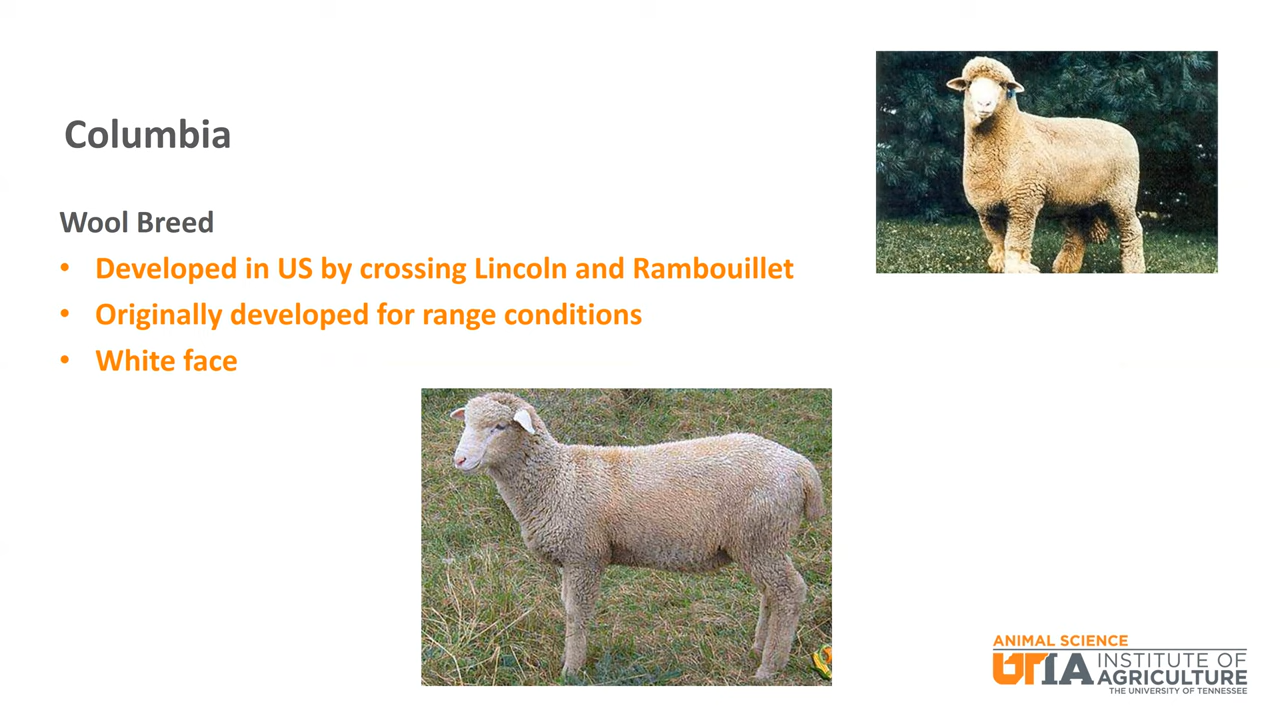 Columbia
Wool Breed
• Developed in US by crossing Lincoln and Rambouillet
• Originally developed for range conditions
• White face
ANIMAL SCIENCE
UTIA INSTITUTE OF
AGRICULTURE
THE UNIVERSITY OF TENNESSEE